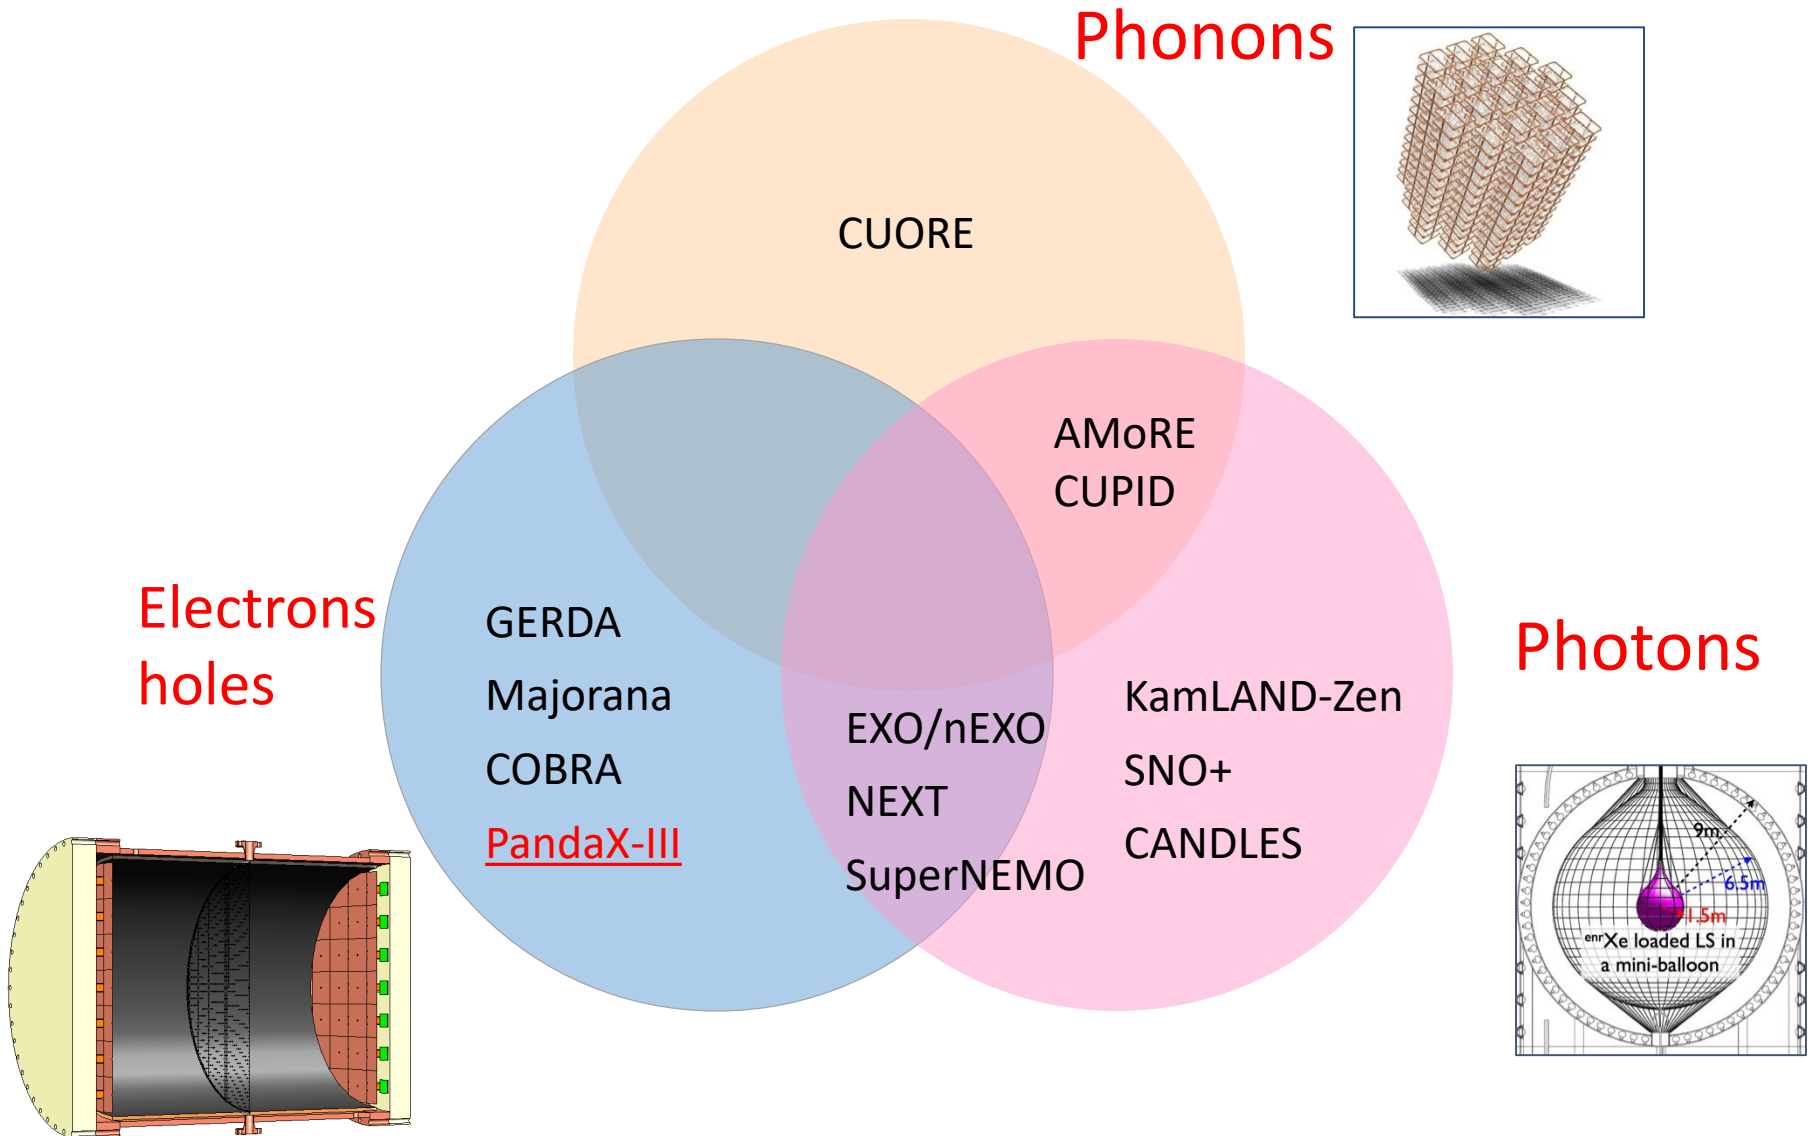 Phonons
CUORE
AMoRE
CUPID
Electrons
holes
GERDA
Majorana
COBRA
PandaX-III
EXO/nEXO
NEXT
SuperNEMO
KamLAND-Zen
SNO+
CANDLES
Photons
9m
6.5m
1.5m
enrXe loaded LS in
a mini-balloon